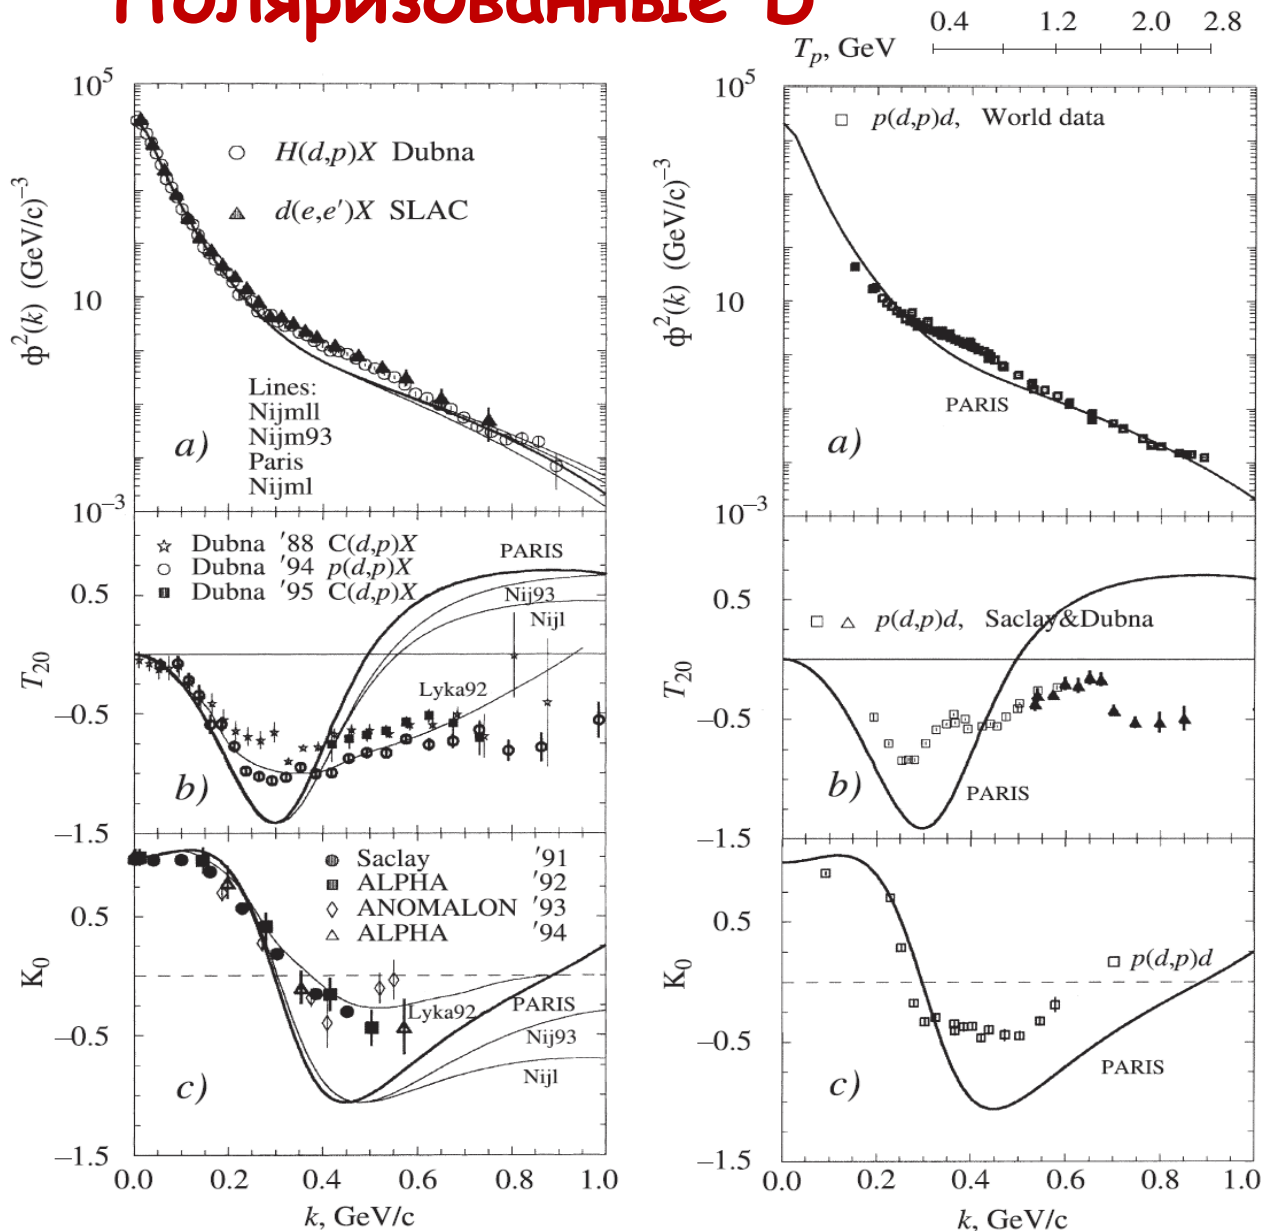 Поляризованные D
0.4 1.2 2.0 2.8
T_p, GeV
10^5
H(d,p)X Dubna
d(e,e′)X SLAC
ф^2(k) (GeV/c)^−3
10
Lines:
Nijmll
Nijm93
Paris
Nijml
a)
10^−3
Dubna ′88 C(d,p)X
Dubna ′94 p(d,p)X
Dubna ′95 C(d,p)X
PARIS
0.5
Nij93
Nijl
T_20
Lyka92
−0.5
b)
−1.5
Saclay ′91
ALPHA ′92
ANOMALON ′93
ALPHA ′94
0.5
K_0
Lyka92
PARIS
−0.5
Nij93
Nijl
c)
−1.5
0.0 0.2 0.4 0.6 0.8 1.0
k, GeV/c
10^5
p(d,p)d, World data
ф^2(k) (GeV/c)^−3
10
PARIS
a)
10^−3
0.5
p(d,p)d, Saclay&Dubna
T_20
−0.5
PARIS
b)
−1.5
0.5
p(d,p)d
K_0
−0.5
PARIS
c)
−1.5
0.0 0.2 0.4 0.6 0.8 1.0
k, GeV/c